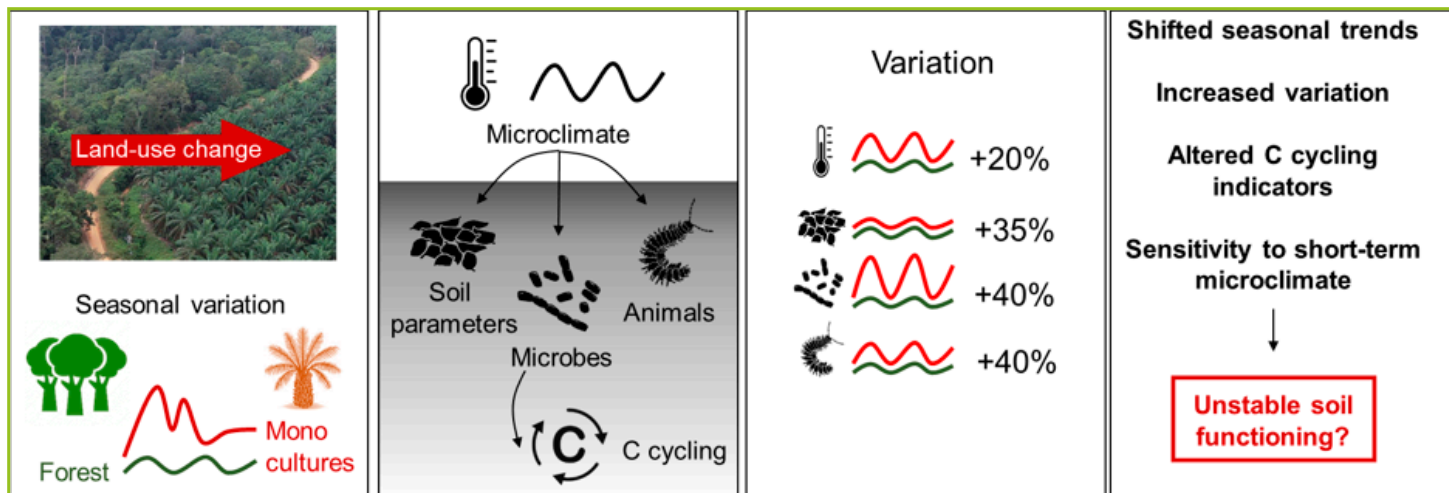 Land-use change
Seasonal variation
Forest
Mono
cultures
Microclimate
Soil
parameters
Animals
Microbes
C
C cycling
Variation
+20%
+35%
+40%
+40%
Shifted seasonal trends
Increased variation
Altered C cycling
indicators
Sensitivity to short-term
microclimate
Unstable soil
functioning?